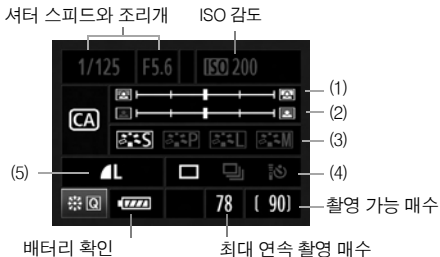 셔터 스피드와 조리개
ISO 감도
1/125 F5.6 ISO 200
(1)
(2)
CA
S P L M
(3)
(5)
L
(4)
Q
78 [ 90]
촬영 가능 매수
배터리 확인
최대 연속 촬영 매수